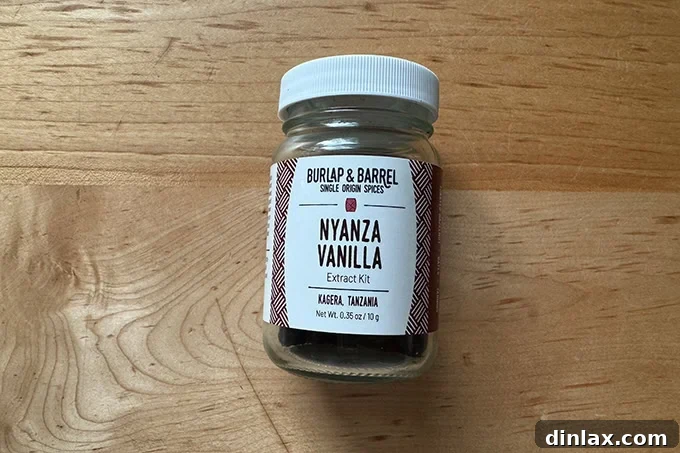 BURLAP & BARREL
SINGLE ORIGIN SPICES
NYANZA
VANILLA
Extract Kit
KAGERA, TANZANIA
Net Wt. 0.35 oz / 10 g
dinlax.com